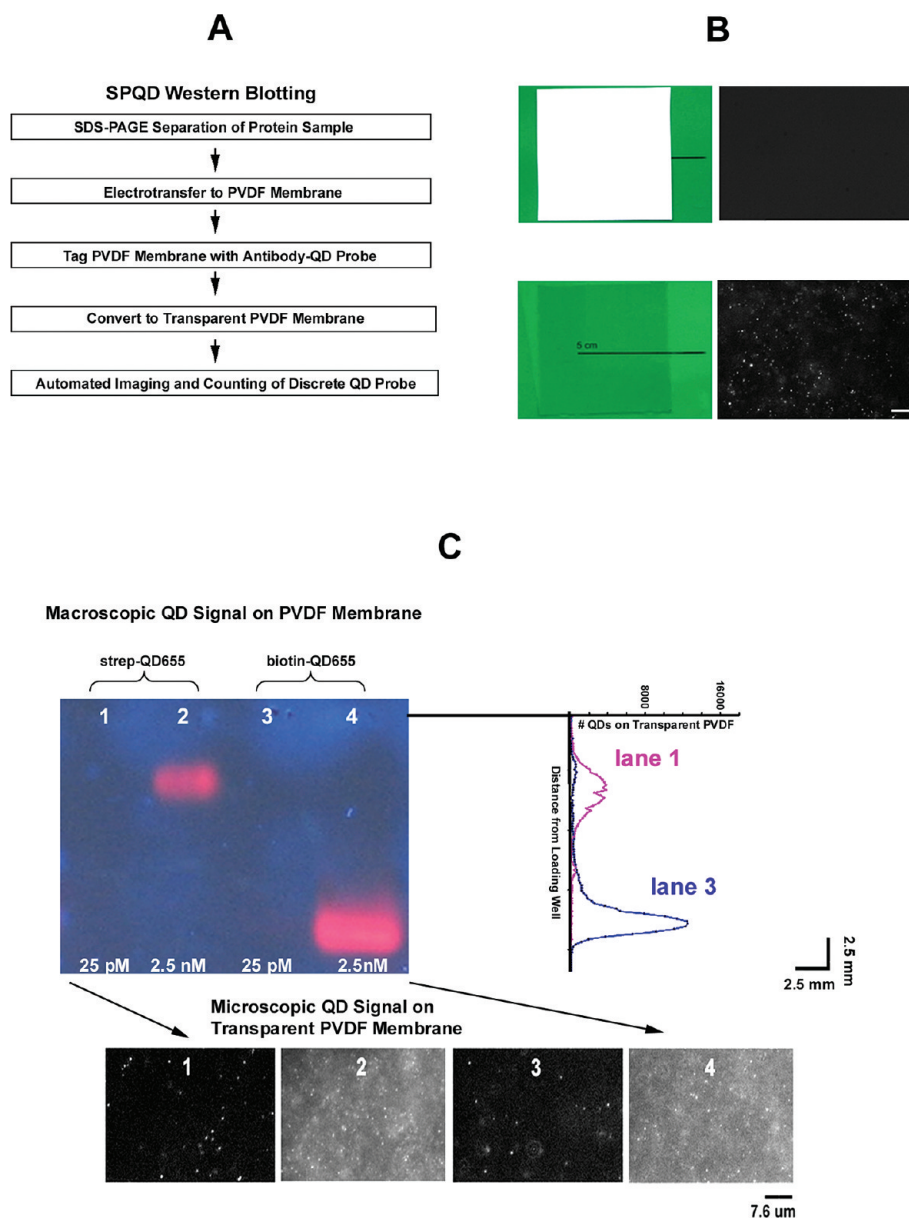 A
SPQD Western Blotting
SDS-PAGE Separation of Protein Sample
Electrotransfer to PVDF Membrane
Tag PVDF Membrane with Antibody-QD Probe
Convert to Transparent PVDF Membrane
Automated Imaging and Counting of Discrete QD Probe
B
5 cm
C
Macroscopic QD Signal on PVDF Membrane
strep-QD655 biotin-QD655
1 2 3 4
25 pM 2.5 nM 25 pM 2.5nM
8000 16000
# QDs on Transparent PVDF
Distance from Loading Well
lane 1
lane 3
2.5 mm
2.5 mm
Microscopic QD Signal on
Transparent PVDF Membrane
1 2 3 4
7.6 um